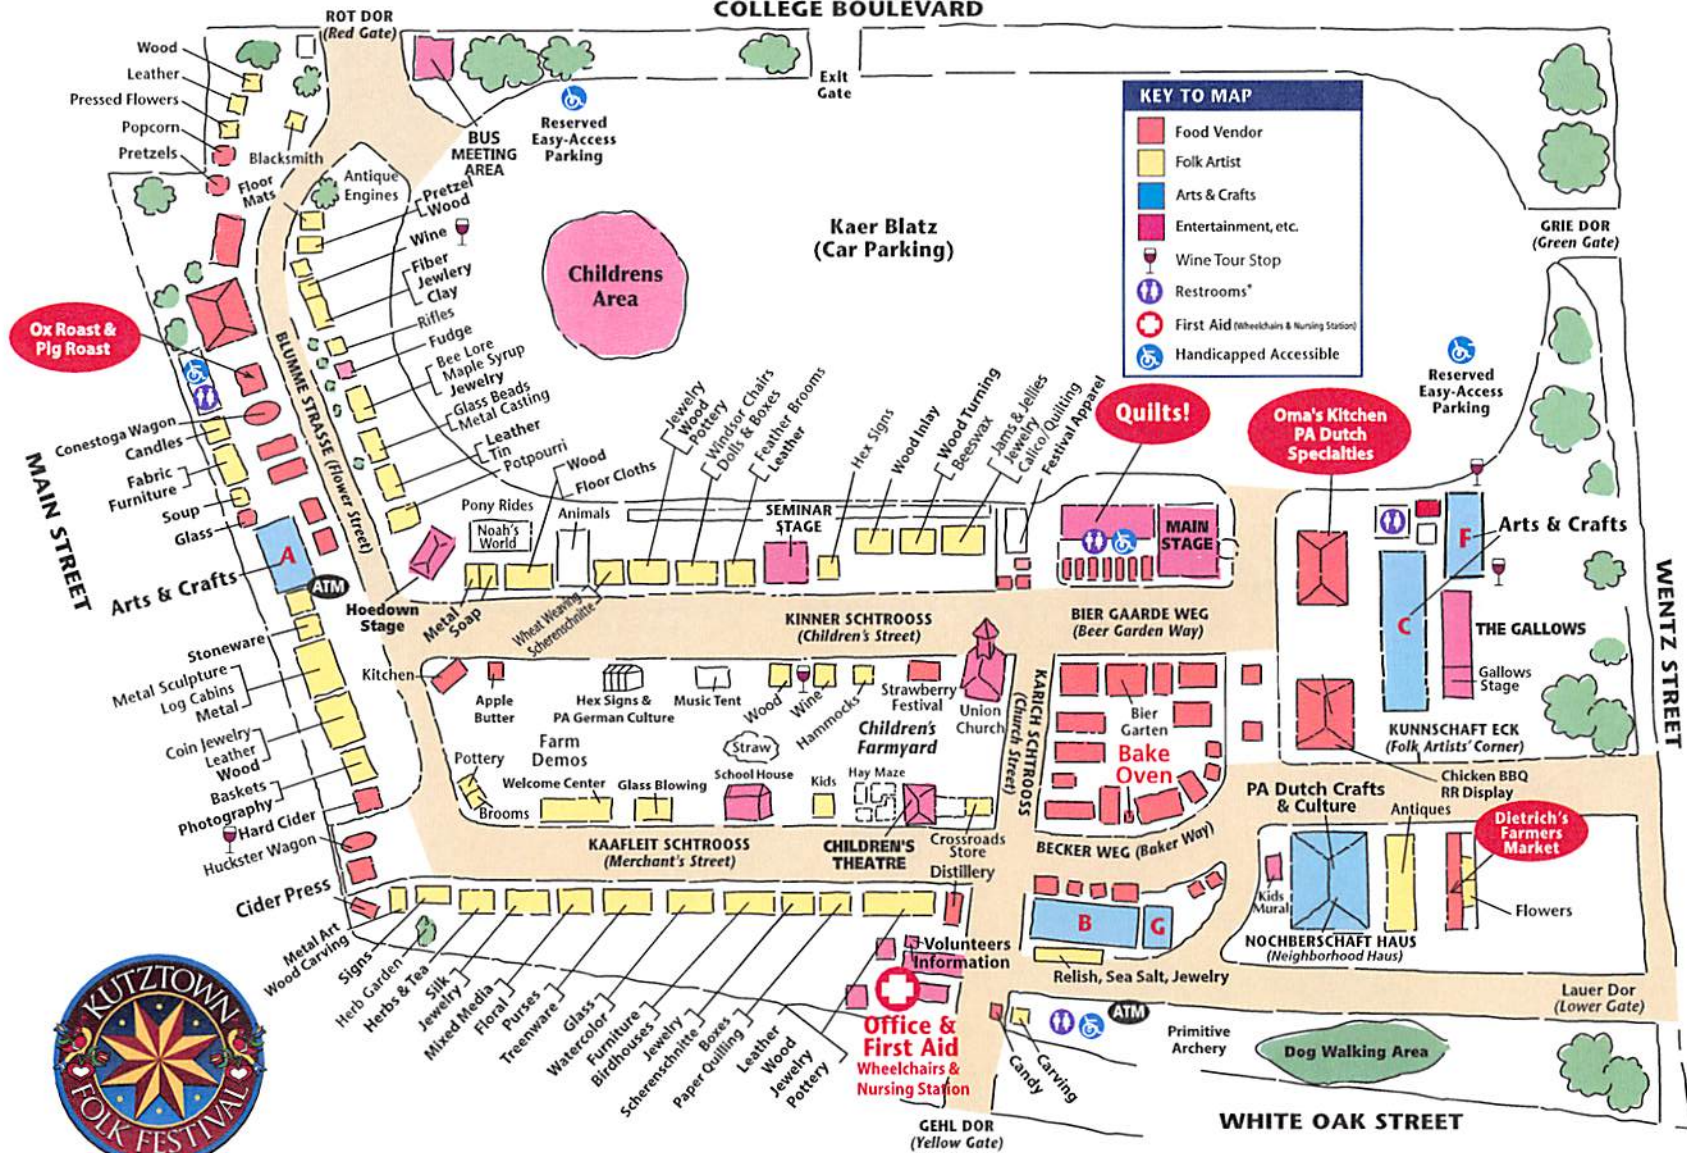 COLLEGE BOULEVARD
ROT DOR
(Red Gate)
Wood
Leather
Pressed Flowers
Popcorn
Pretzels
Blacksmith
Floor
Mats
Antique
Engines
BUS
MEETING
AREA
Reserved
Easy-Access
Parking
Exit
Gate
Pretzel
Wood
Wine
Fiber
Jewlery
Clay
Rifles
Fudge
Bee Lore
Maple Syrup
Jewelry
Glass Beads
Metal Casting
Leather
Tin
Potpourri
Childrens
Area
Kaer Blatz
(Car Parking)
KEY TO MAP
Food Vendor
Folk Artist
Arts & Crafts
Entertainment, etc.
Wine Tour Stop
Restrooms*
First Aid (Wheelchairs & Nursing Station)
Handicapped Accessible
GRIE DOR
(Green Gate)
Reserved
Easy-Access
Parking
Ox Roast &
Pig Roast
BLUMME STRASSE (Flower Street)
Conestoga Wagon
Candles
Fabric
Furniture
Soup
Glass
MAIN STREET
Arts & Crafts
A
ATM
Hoedown
Stage
Pony Rides
Noah's
World
Wood
Floor Cloths
Animals
Metal
Soap
Wheat Weaving
Scherenschnitte
Jewelry
Wood
Pottery
Windsor Chairs
Dolls & Boxes
Feather Brooms
Leather
SEMINAR
STAGE
Hex Signs
Wood Inlay
Wood Turning
Beeswax
Jams & Jellies
Jewelry
Calico/Quilting
Festival Apparel
Quilts!
MAIN
STAGE
Oma's Kitchen
PA Dutch
Specialties
F
Arts & Crafts
C
THE GALLOWS
Gallows
Stage
WENTZ STREET
KINNER SCHTROOSS
(Children's Street)
BIER GAARDE WEG
(Beer Garden Way)
Stoneware
Metal Sculpture
Log Cabins
Metal
Coin Jewelry
Leather
Wood
Baskets
Photography
Hard Cider
Huckster Wagon
Cider Press
Kitchen
Apple
Butter
Hex Signs &
PA German Culture
Music Tent
Wood
Wine
Hammocks
Strawberry
Festival
Union
Church
Children's
Farmyard
KARICH SCHTROSS
(Church Street)
Bier
Garten
Bake
Oven
KUNNSCHAFT ECK
(Folk Artists' Corner)
Chicken BBQ
RR Display
Pottery
Brooms
Farm
Demos
Welcome Center
Glass Blowing
Straw
School House
Kids
Hay Maze
CHILDREN'S
THEATRE
Crossroads
Store
KAAFLEIT SCHTROSS
(Merchant's Street)
BECKER WEG (Baker Way)
PA Dutch Crafts
& Culture
Antiques
Dietrich's
Farmers
Market
Flowers
Kids
Mural
NOCHBERSCHAFT HAUS
(Neighborhood Haus)
Distillery
B
G
Relish, Sea Salt, Jewelry
Volunteers
Information
Office &
First Aid
Wheelchairs &
Nursing Station
Metal Art
Wood Carving
Signs
Herb Garden
Herbs & Tea
Silk
Jewelry
Mixed Media
Floral
Purses
Treenware
Glass
Watercolor
Furniture
Birdhouses
Jewelry
Scherenschnitte
Boxes
Paper Quilling
Leather
Wood
Jewelry
Pottery
Candy
Carving
ATM
Primitive
Archery
Dog Walking Area
Lauer Dor
(Lower Gate)
WHITE OAK STREET
GEHL DOR
(Yellow Gate)
KUTZTOWN
FOLK FESTIVAL